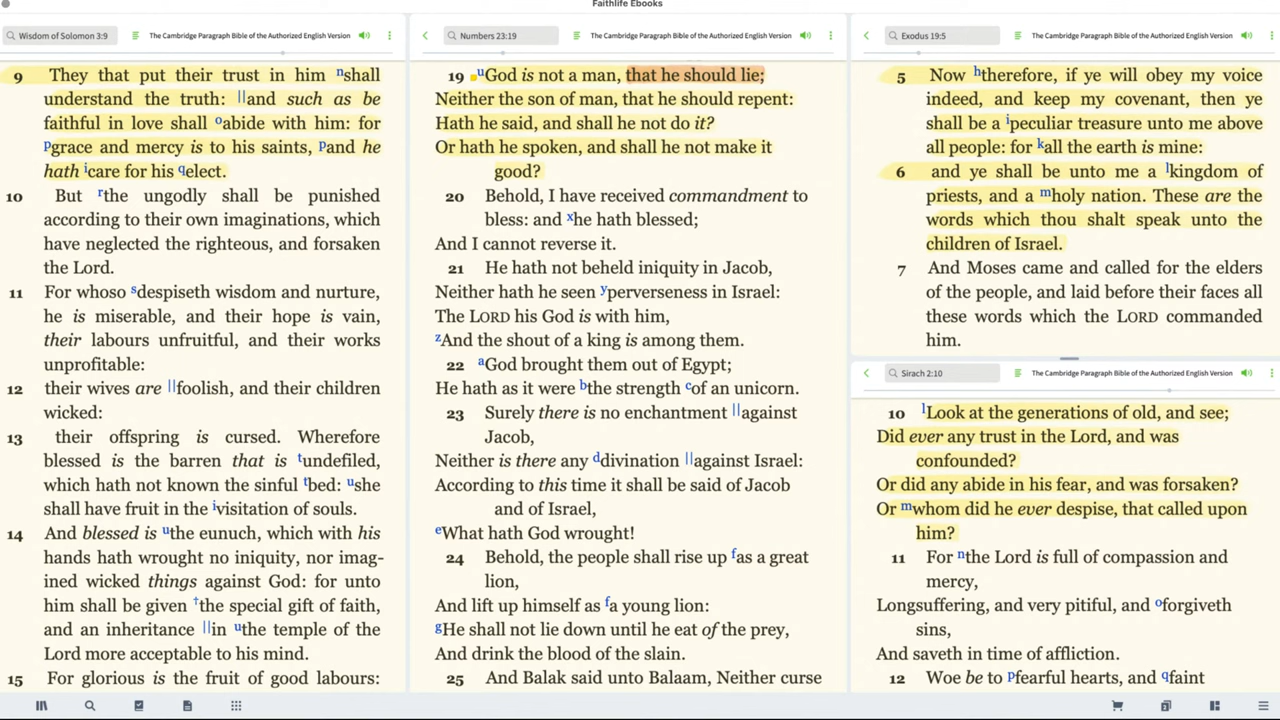 Faithlife Ebooks
Wisdom of Solomon 3:9
The Cambridge Paragraph Bible of the Authorized English Version
9 They that put their trust in him nshall
understand the truth: ||and such as be
faithful in love shall oabide with him: for
pgrace and mercy is to his saints, pand he
hath icare for his qelect.
10 But rthe ungodly shall be punished
according to their own imaginations, which
have neglected the righteous, and forsaken
the Lord.
11 For whoso sdespiseth wisdom and nurture,
he is miserable, and their hope is vain,
their labours unfruitful, and their works
unprofitable:
12 their wives are ||foolish, and their children
wicked:
13 their offspring is cursed. Wherefore
blessed is the barren that is tundefiled,
which hath not known the sinful tbed: ushe
shall have fruit in the ivisitation of souls.
14 And blessed is uthe eunuch, which with his
hands hath wrought no iniquity, nor imag-
ined wicked things against God: for unto
him shall be given †the special gift of faith,
and an inheritance ||in uthe temple of the
Lord more acceptable to his mind.
15 For glorious is the fruit of good labours:
Numbers 23:19
The Cambridge Paragraph Bible of the Authorized English Version
19 uGod is not a man, that he should lie;
Neither the son of man, that he should repent:
Hath he said, and shall he not do it?
Or hath he spoken, and shall he not make it
good?
20 Behold, I have received commandment to
bless: and xhe hath blessed;
And I cannot reverse it.
21 He hath not beheld iniquity in Jacob,
Neither hath he seen yperverseness in Israel:
The LORD his God is with him,
zAnd the shout of a king is among them.
22 aGod brought them out of Egypt;
He hath as it were bthe strength cof an unicorn.
23 Surely there is no enchantment ||against
Jacob,
Neither is there any ddivination ||against Israel:
According to this time it shall be said of Jacob
and of Israel,
eWhat hath God wrought!
24 Behold, the people shall rise up fas a great
lion,
And lift up himself as fa young lion:
gHe shall not lie down until he eat of the prey,
And drink the blood of the slain.
25 And Balak said unto Balaam, Neither curse
Exodus 19:5
The Cambridge Paragraph Bible of the Authorized English Version
5 Now htherefore, if ye will obey my voice
indeed, and keep my covenant, then ye
shall be a ipeculiar treasure unto me above
all people: for kall the earth is mine:
6 and ye shall be unto me a lkingdom of
priests, and a mholy nation. These are the
words which thou shalt speak unto the
children of Israel.
7 And Moses came and called for the elders
of the people, and laid before their faces all
these words which the LORD commanded
him.
Sirach 2:10
The Cambridge Paragraph Bible of the Authorized English Version
10 lLook at the generations of old, and see;
Did ever any trust in the Lord, and was
confounded?
Or did any abide in his fear, and was forsaken?
Or mwhom did he ever despise, that called upon
him?
11 For nthe Lord is full of compassion and
mercy,
Longsuffering, and very pitiful, and oforgiveth
sins,
And saveth in time of affliction.
12 Woe be to pfearful hearts, and qfaint